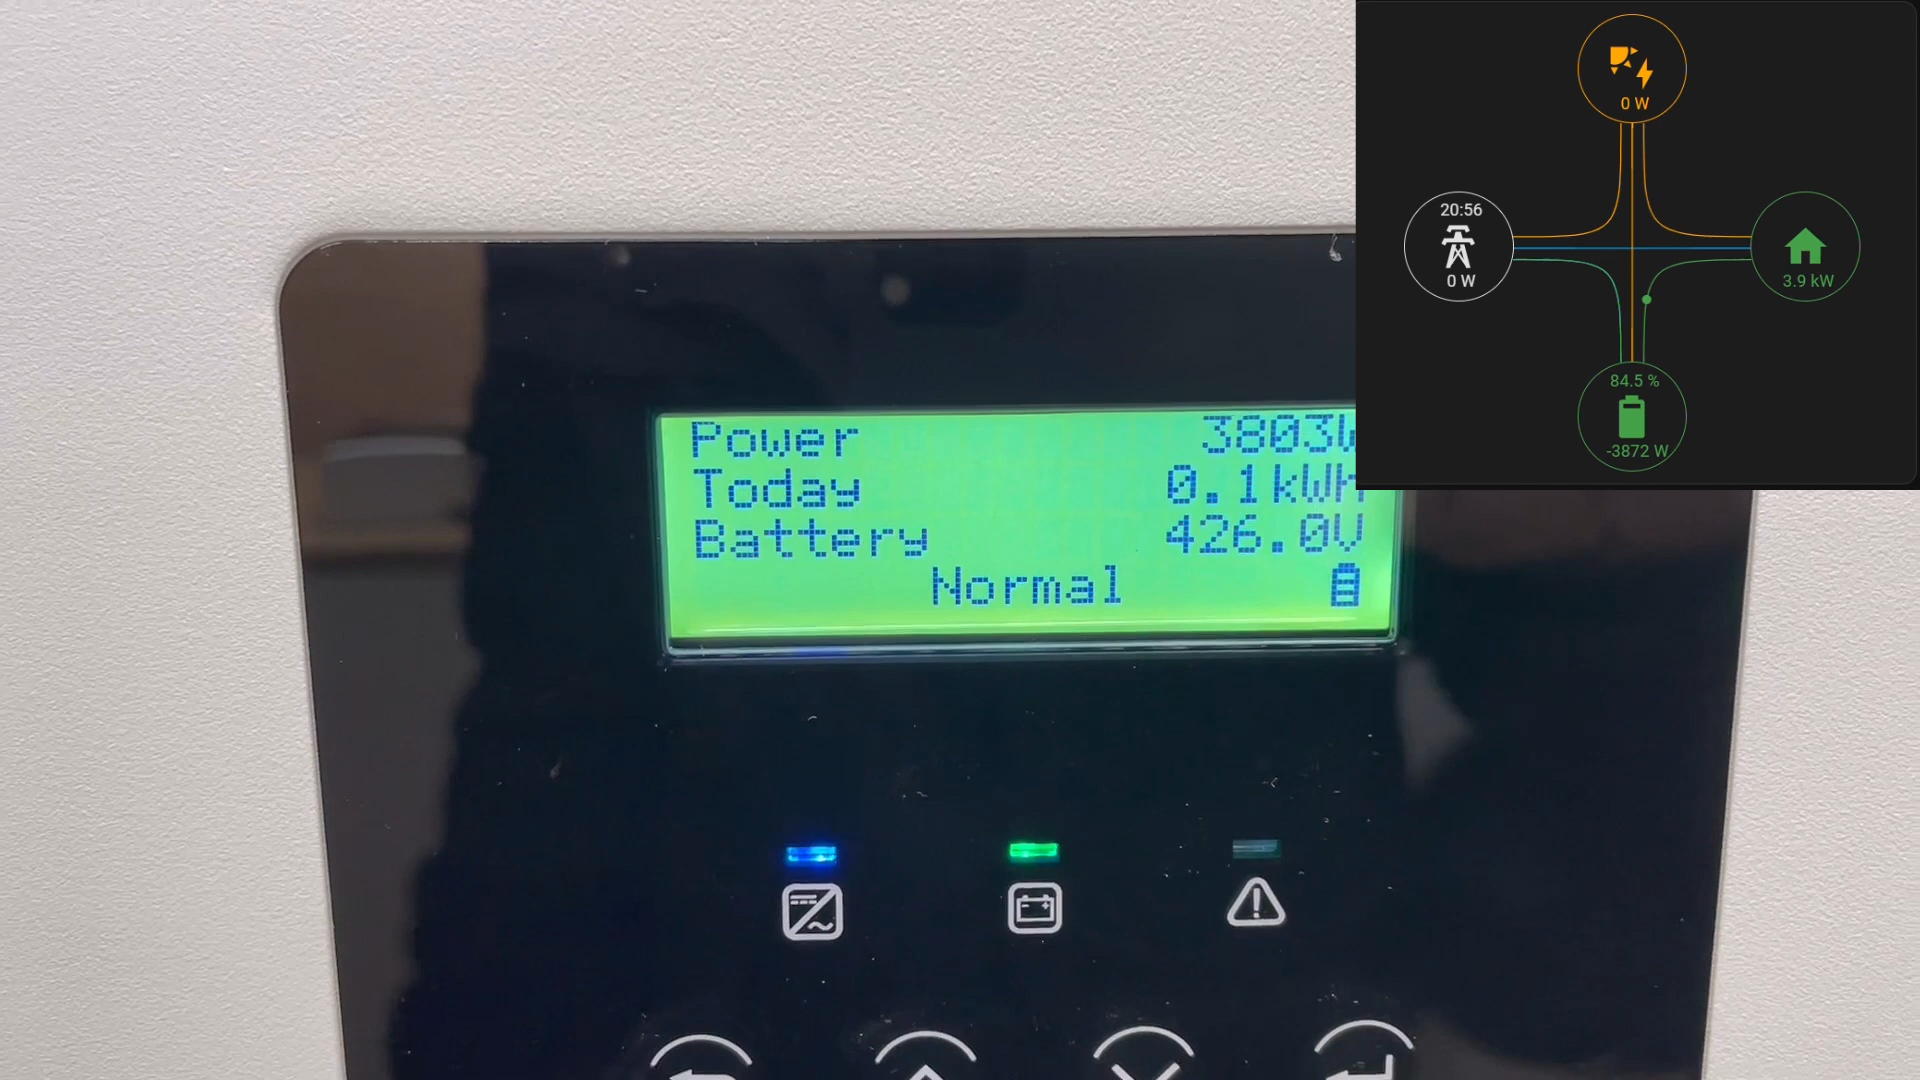 0 W
20:56
0 W
3.9 kW
84.5 %
-3872 W
Power 3803W
Today 0.1kWH
Battery 426.0V
Normal